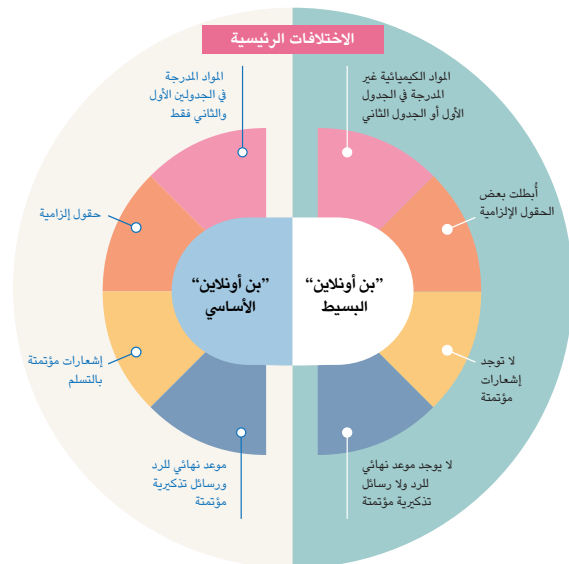 الاختلافات الرئيسية
المواد الكيميائية غير
المدرجة في الجدول
الأول أو الجدول الثاني
أُبطلت بعض
الحقول الإلزامية
لا توجد
إشعارات
مؤتمتة
لا يوجد موعد نهائي
للرد ولا رسائل
تذكيرية مؤتمتة
”بن أونلاين“
البسيط
”بن أونلاين“
الأساسي
المواد المدرجة
في الجدولين الأول
والثاني فقط
حقول إلزامية
إشعارات مؤتمتة
بالتسلم
موعد نهائي للرد
ورسائل تذكيرية
مؤتمتة